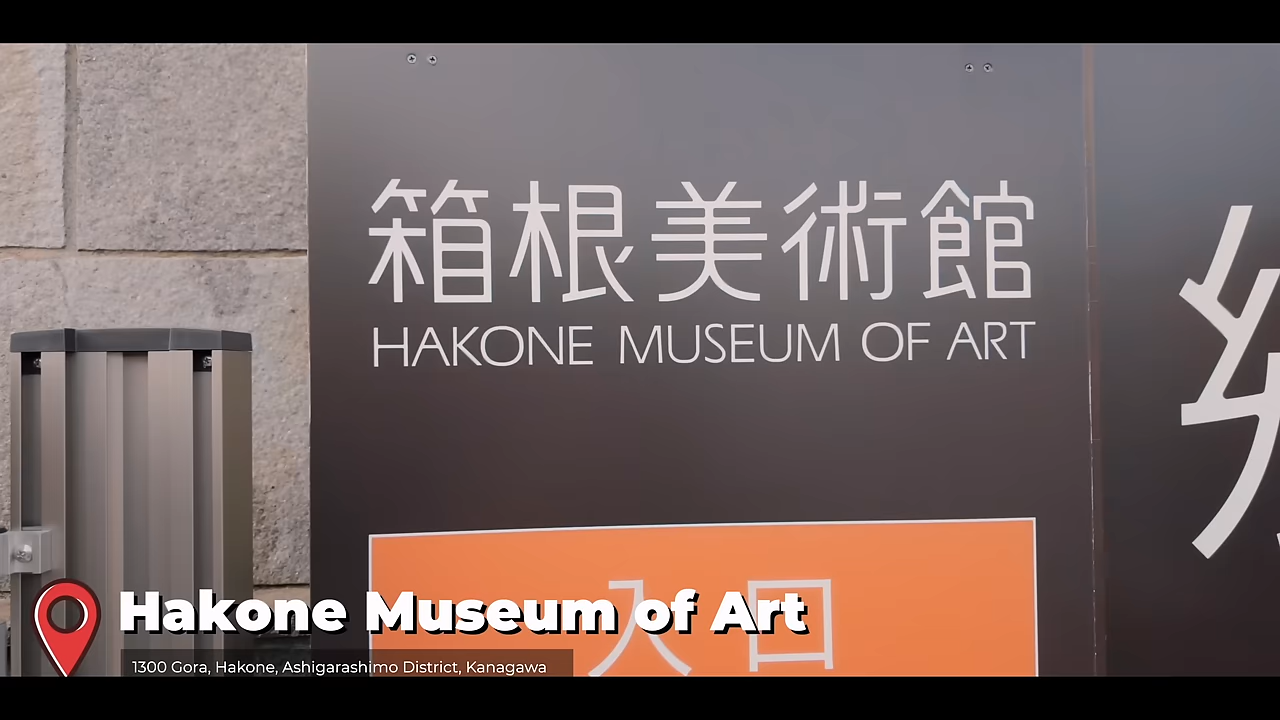 箱根美術館
HAKONE MUSEUM OF ART
入口
Hakone Museum of Art
1300 Gora, Hakone, Ashigarashimo District, Kanagawa